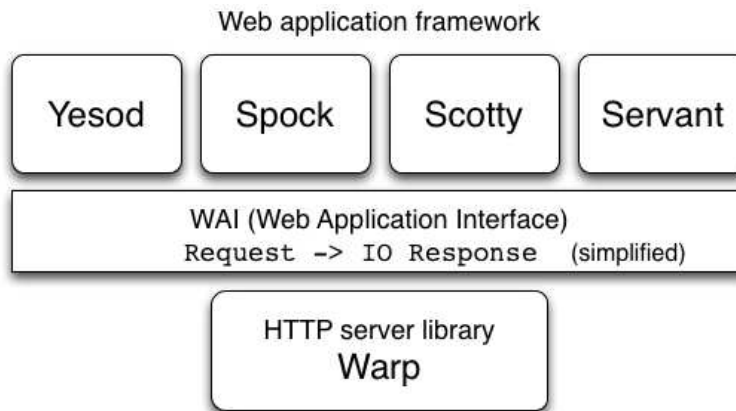 Web application framework
Yesod Spock Scotty Servant
WAI (Web Application Interface)
Request -> IO Response (simplified)
HTTP server library
Warp